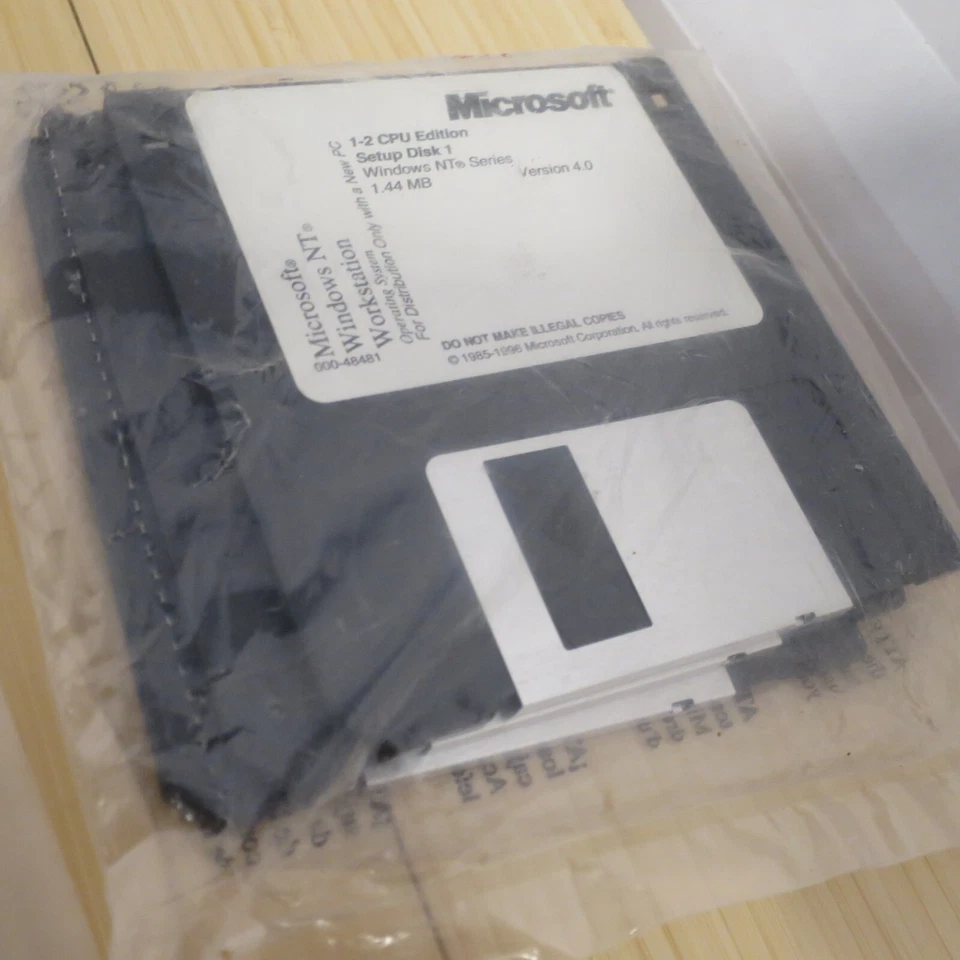 Microsoft
1-2 CPU Edition
Setup Disk 1
Windows NT® Series Version 4.0
1.44 MB
Microsoft®
Windows NT®
Workstation
Operating System
For Distribution Only with a New PC
000-48481
DO NOT MAKE ILLEGAL COPIES
© 1985-1996 Microsoft Corporation. All rights reserved.